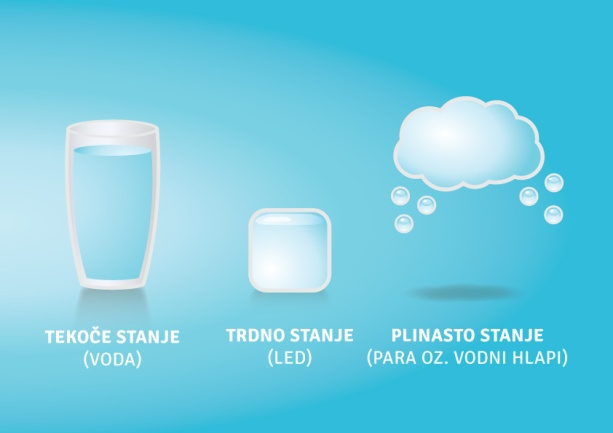 TEKOČE STANJE
(VODA)
TRDNO STANJE
(LED)
PLINASTO STANJE
(PARA OZ. VODNI HLAPI)